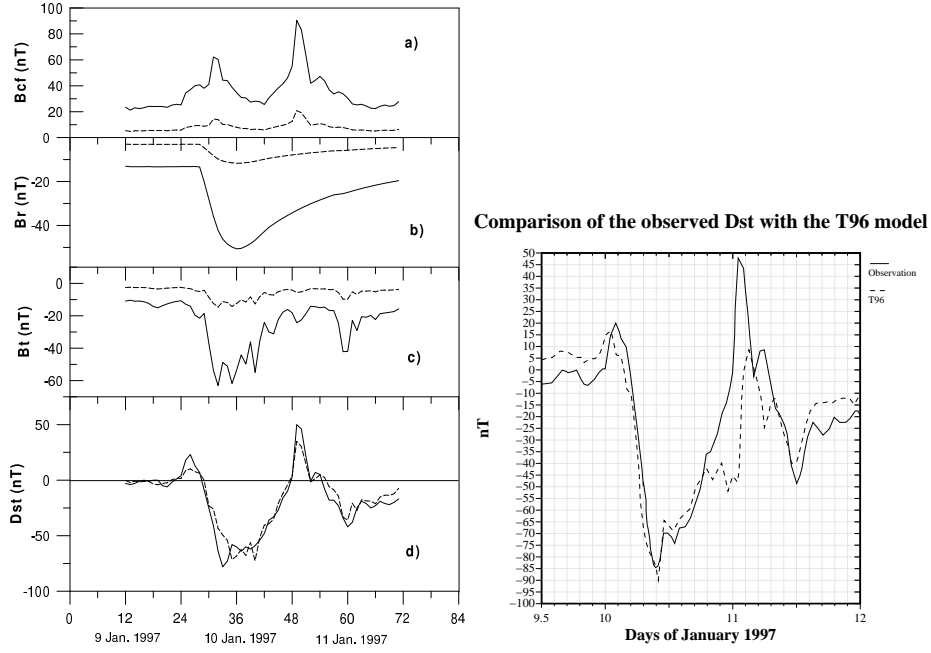 100
80
60
40
20
0
Bcf (nT)
a)
-20
-40
Br (nT)
b)
0
-20
-40
-60
Bt (nT)
c)
50
0
-50
-100
Dst (nT)
d)
0 12 24 36 48 60 72 84
9 Jan. 1997 10 Jan. 1997 11 Jan. 1997
Comparison of the observed Dst with the T96 model
50
45
40
35
30
25
20
15
10
5
0
−5
−10
−15
−20
−25
−30
−35
−40
−45
−50
−55
−60
−65
−70
−75
−80
−85
−90
−95
−100
nT
Observation
T96
9.5 10 11 12
Days of January 1997